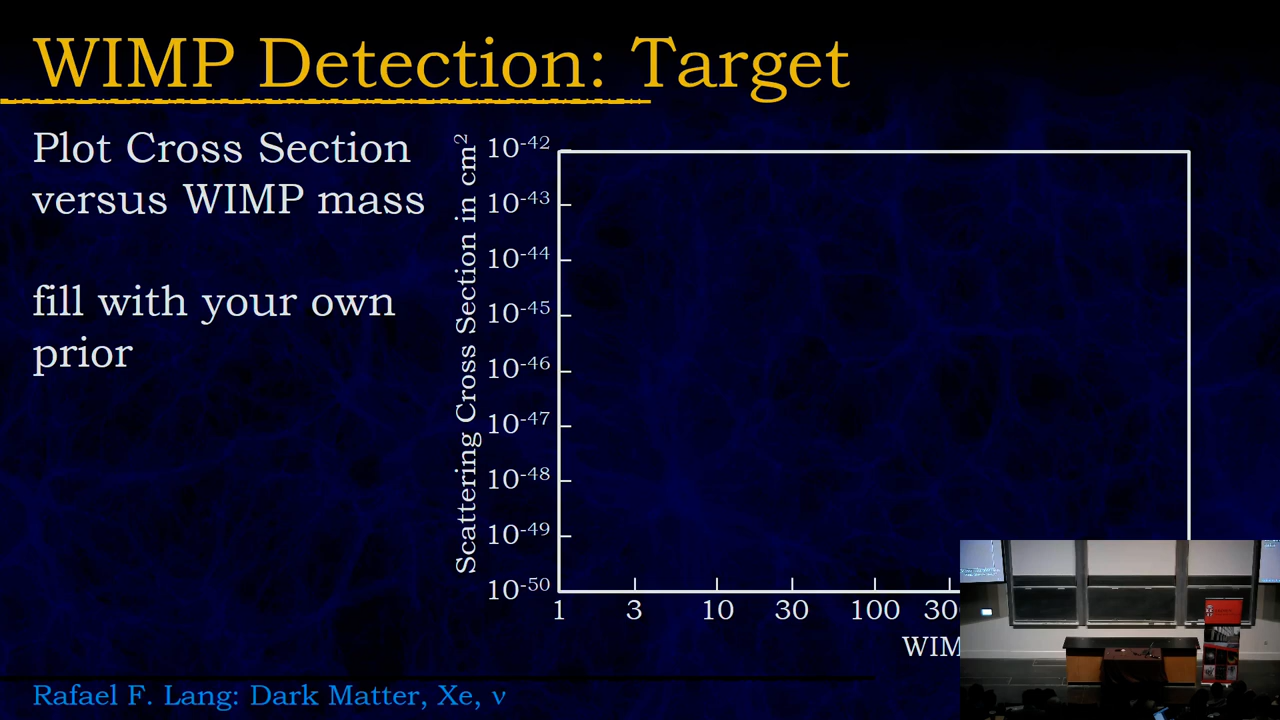 WIMP Detection: Target
Plot Cross Section
versus WIMP mass
fill with your own
prior
Scattering Cross Section in cm²
10⁻⁴²
10⁻⁴³
10⁻⁴⁴
10⁻⁴⁵
10⁻⁴⁶
10⁻⁴⁷
10⁻⁴⁸
10⁻⁴⁹
10⁻⁵⁰
1 3 10 30 100 30
WIM
Rafael F. Lang: Dark Matter, Xe, ν